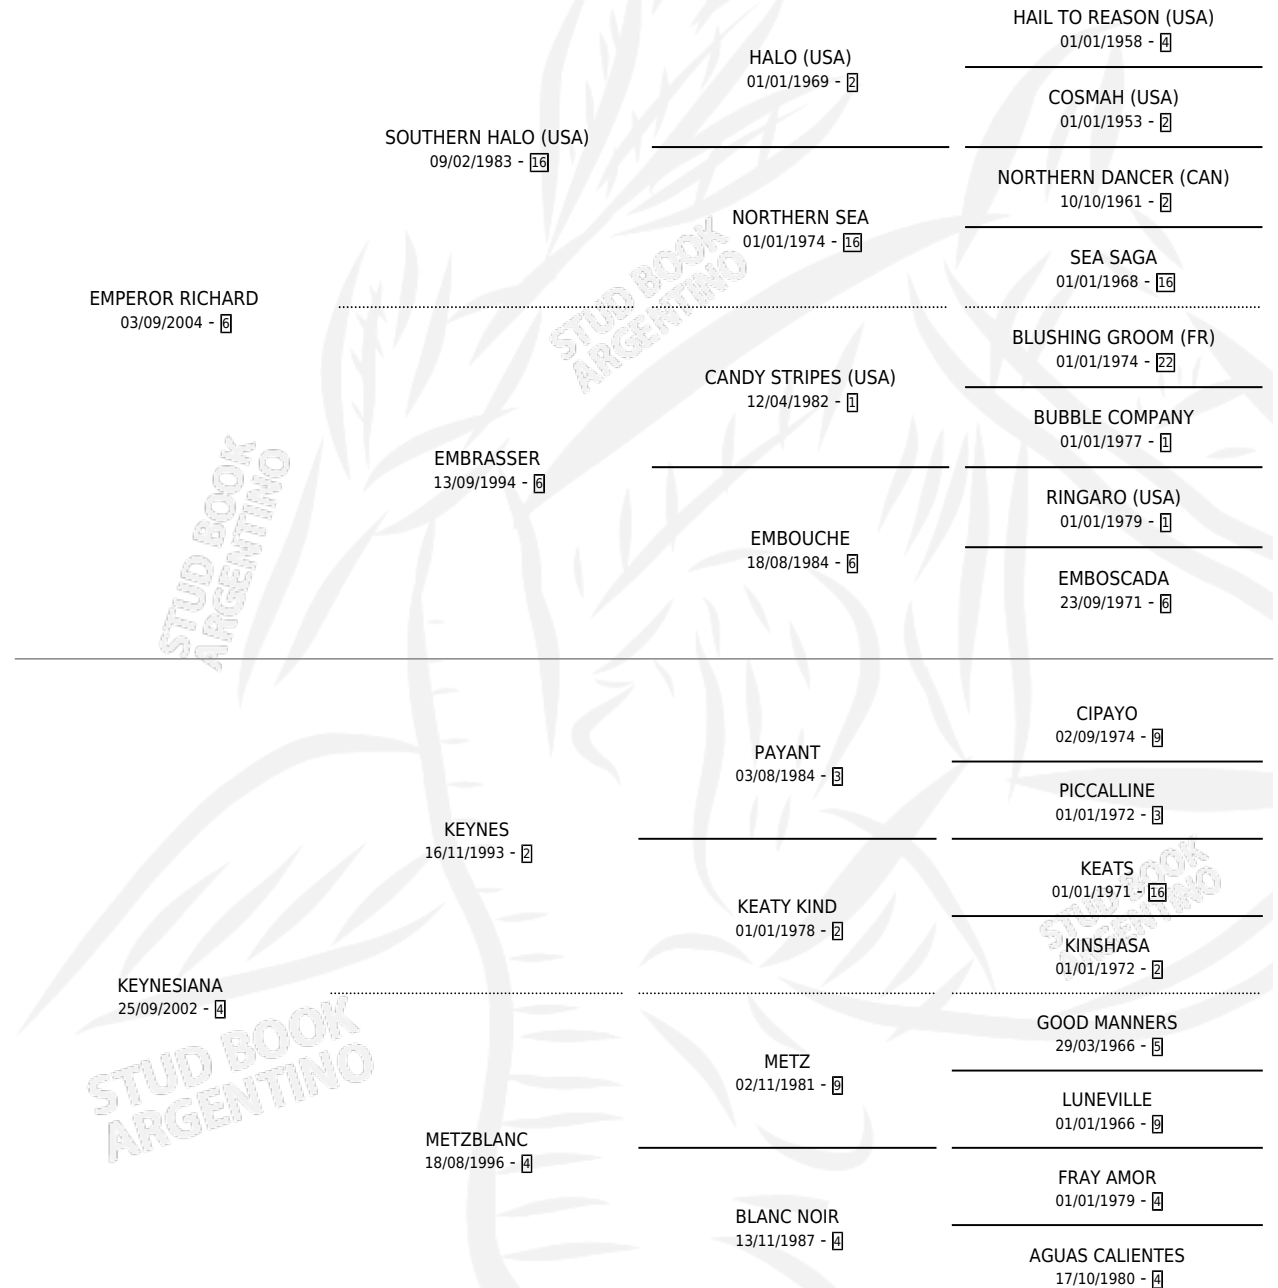 HAIL TO REASON (USA)
01/01/1958 - 4
HALO (USA)
01/01/1969 - 2
COSMAH (USA)
01/01/1953 - 2
SOUTHERN HALO (USA)
09/02/1983 - 16
NORTHERN DANCER (CAN)
10/10/1961 - 2
NORTHERN SEA
01/01/1974 - 16
SEA SAGA
01/01/1968 - 16
EMPEROR RICHARD
03/09/2004 - 6
STUD BOOK
ARGENTINO
BLUSHING GROOM (FR)
01/01/1974 - 22
CANDY STRIPES (USA)
12/04/1982 - 1
BUBBLE COMPANY
01/01/1977 - 1
EMBRASSER
13/09/1994 - 6
RINGARO (USA)
01/01/1979 - 1
EMBOUCHE
18/08/1984 - 6
EMBOSCADA
23/09/1971 - 6
STUD BOOK
ARGENTINO
CIPAYO
02/09/1974 - 9
PAYANT
03/08/1984 - 3
PICCALLINE
01/01/1972 - 3
KEYNES
16/11/1993 - 2
KEATS
01/01/1971 - 16
KEATY KIND
01/01/1978 - 2
STUD BOOK
ARGENTINO
KINSHASA
01/01/1972 - 2
KEYNESIANA
25/09/2002 - 4
STUD BOOK
ARGENTINO
GOOD MANNERS
29/03/1966 - 5
METZ
02/11/1981 - 9
LUNEVILLE
01/01/1966 - 9
METZBLANC
18/08/1996 - 4
FRAY AMOR
01/01/1979 - 4
BLANC NOIR
13/11/1987 - 4
AGUAS CALIENTES
17/10/1980 - 4